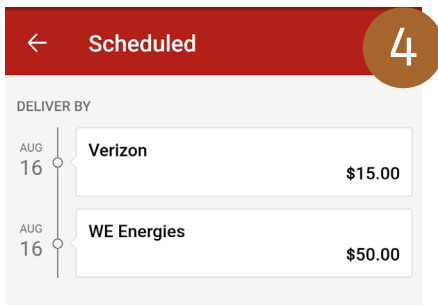 Scheduled
4
DELIVER BY
AUG
16
Verizon
$15.00
AUG
16
WE Energies
$50.00